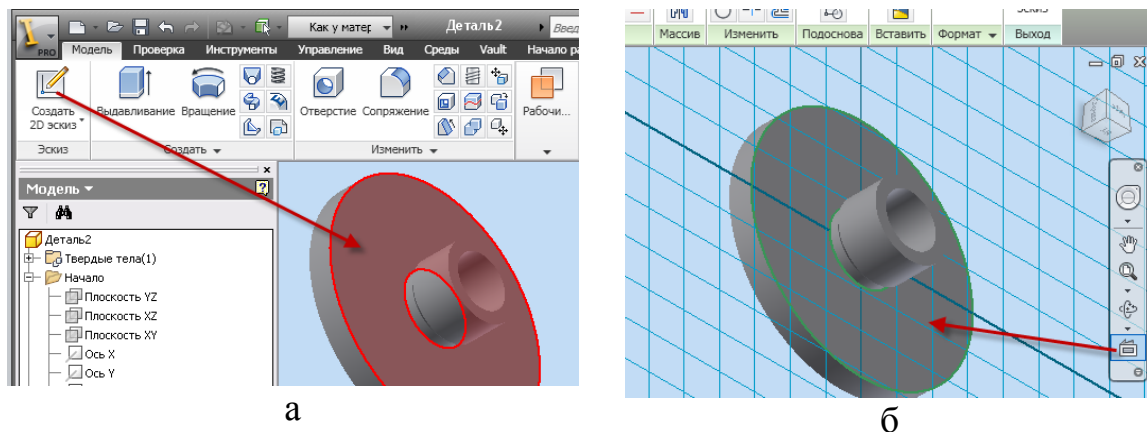 Как у матер
Деталь2
PRO
Модель Проверка Инструменты Управление Вид Среды Vault Начало ра
Создать
2D эскиз
Выдавливание
Вращение
Отверстие
Сопряжение
Рабочи...
Эскиз
Создать
Изменить
Модель
Деталь2
Твердые тела(1)
Начало
Плоскость YZ
Плоскость XZ
Плоскость XY
Ось X
Ось Y
а
Массив Изменить Подоснова Вставить Формат Выход
б